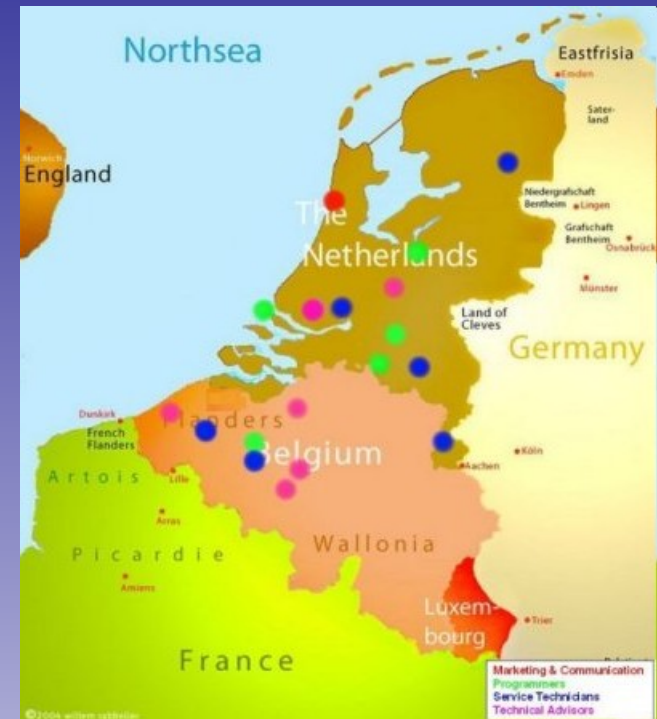 Northsea
Eastfrisia
Emden
Sater-
land
Norwich
England
Niedergrafschaft
Bentheim
Lingen
The
Netherlands
Grafschaft
Bentheim
Osnabrück
Münster
Land of
Cleves
Germany
Dunkirk
Flanders
French
Flanders
Belgium
Köln
Aachen
Artois
Lille
Arras
Wallonia
Picardie
Amiens
Luxem-
bourg
Trier
France
Marketing & Communication
Programmers
Service Technicians
Technical Advisors
©2006 willem